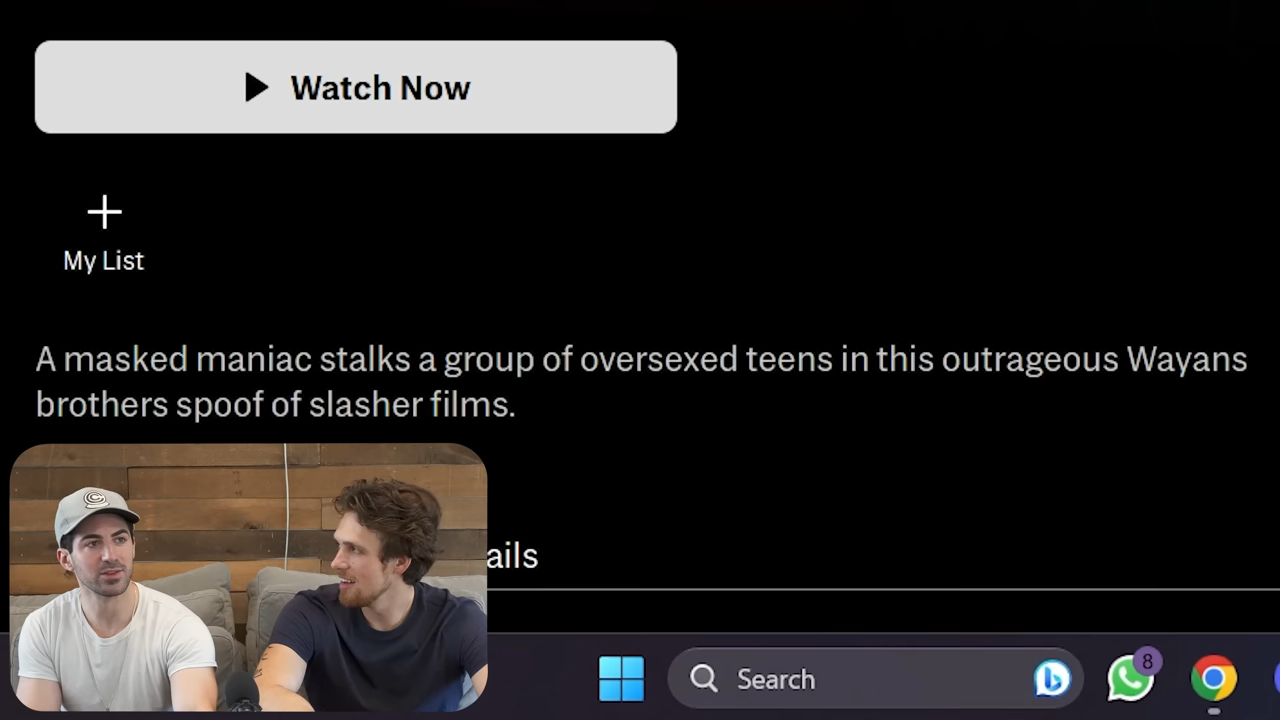 Watch Now
My List
A masked maniac stalks a group of oversexed teens in this outrageous Wayans
brothers spoof of slasher films.
ails
Search
8